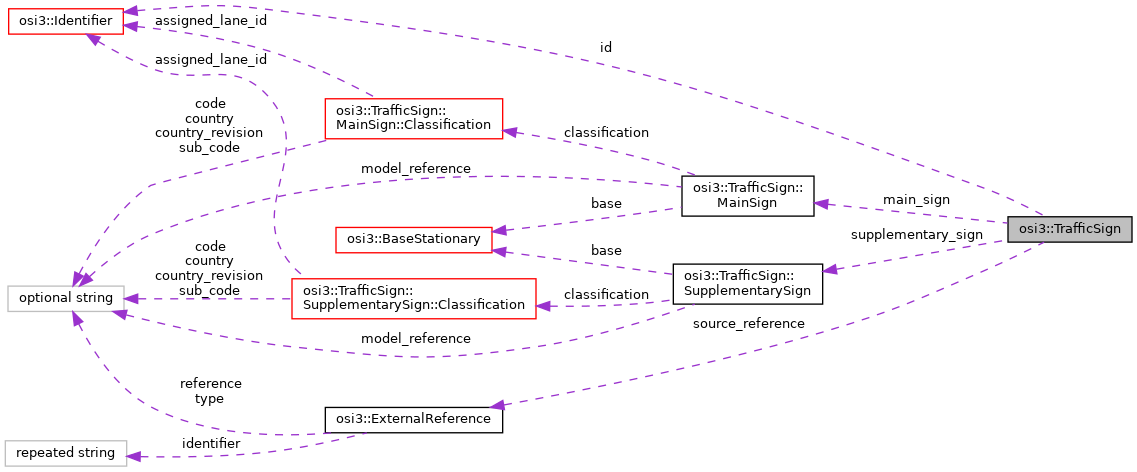 osi3::Identifier
assigned_lane_id
id
assigned_lane_id
code
country
country_revision
sub_code
osi3::TrafficSign::
MainSign::Classification
classification
model_reference
osi3::TrafficSign::
MainSign
base
main_sign
osi3::TrafficSign
supplementary_sign
osi3::BaseStationary
base
code
country
country_revision
sub_code
optional string
osi3::TrafficSign::
SupplementarySign::Classification
classification
osi3::TrafficSign::
SupplementarySign
source_reference
model_reference
reference
type
osi3::ExternalReference
identifier
repeated string